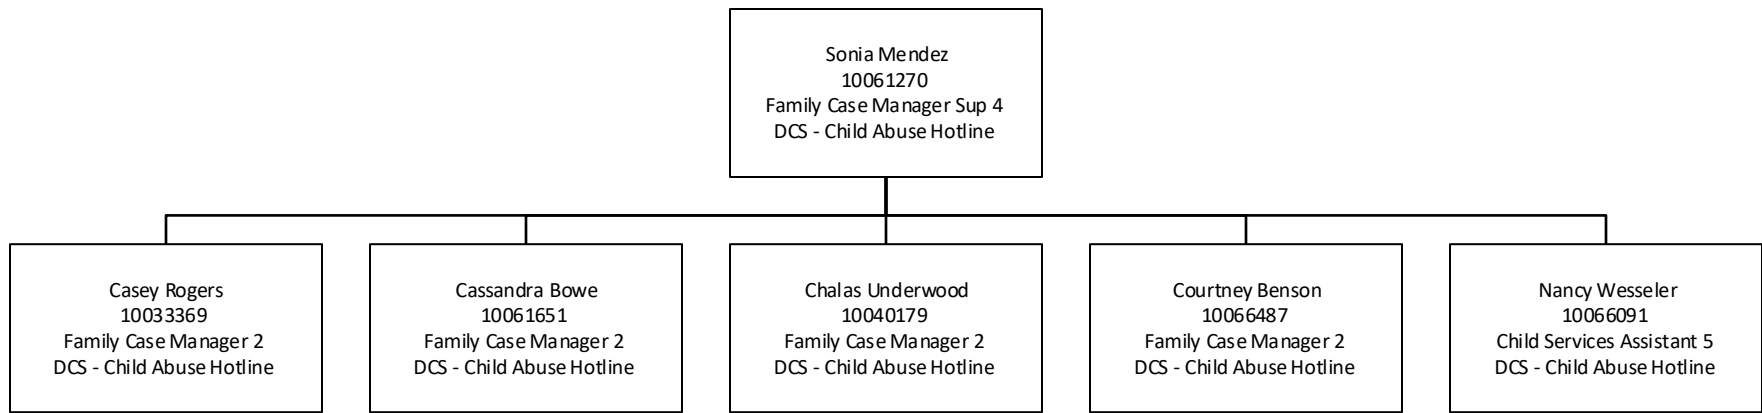 Sonia Mendez
10061270
Family Case Manager Sup 4
DCS - Child Abuse Hotline
Casey Rogers
10033369
Family Case Manager 2
DCS - Child Abuse Hotline
Cassandra Bowe
10061651
Family Case Manager 2
DCS - Child Abuse Hotline
Chalas Underwood
10040179
Family Case Manager 2
DCS - Child Abuse Hotline
Courtney Benson
10066487
Family Case Manager 2
DCS - Child Abuse Hotline
Nancy Wesseler
10066091
Child Services Assistant 5
DCS - Child Abuse Hotline